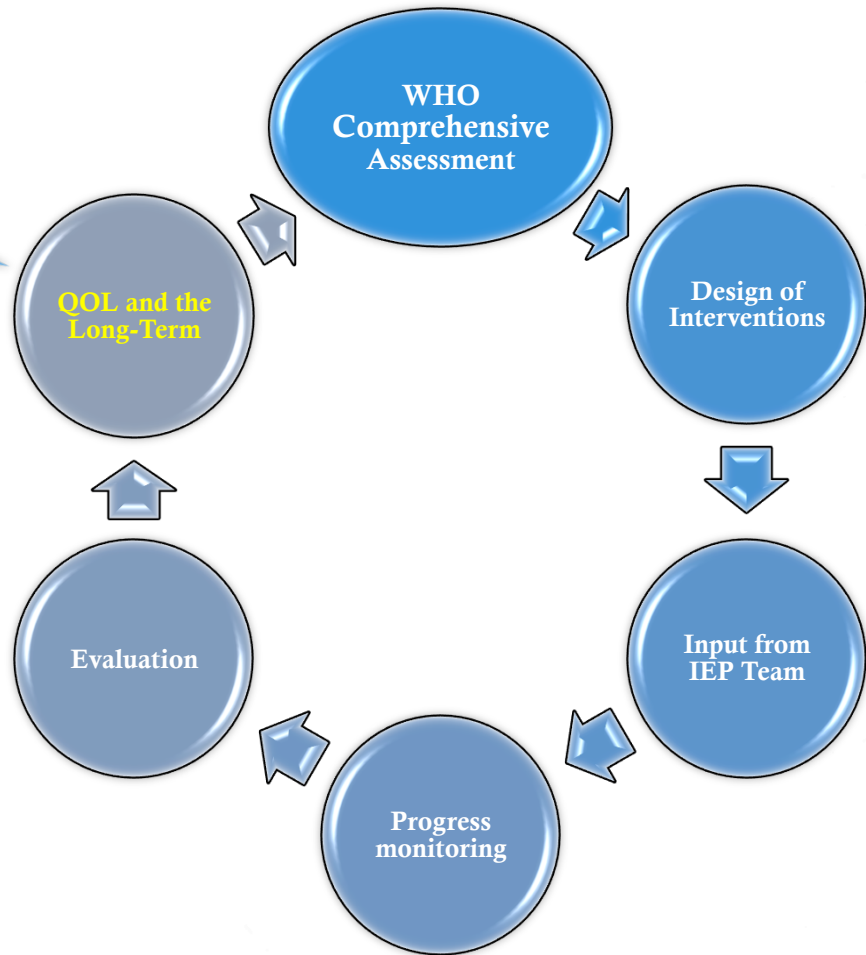 WHO
Comprehensive
Assessment
Design of
Interventions
Input from
IEP Team
Progress
monitoring
Evaluation
QOL and the
Long-Term